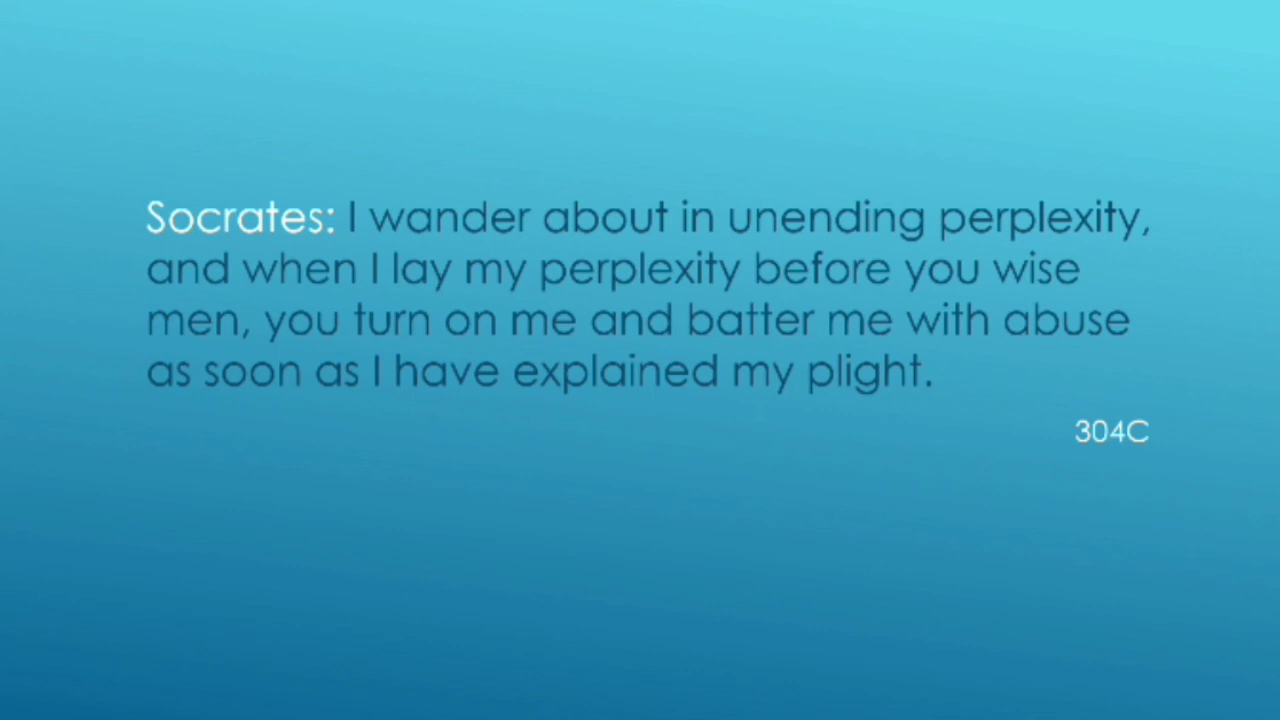 Socrates: I wander about in unending perplexity,
and when I lay my perplexity before you wise
men, you turn on me and batter me with abuse
as soon as I have explained my plight.
304C